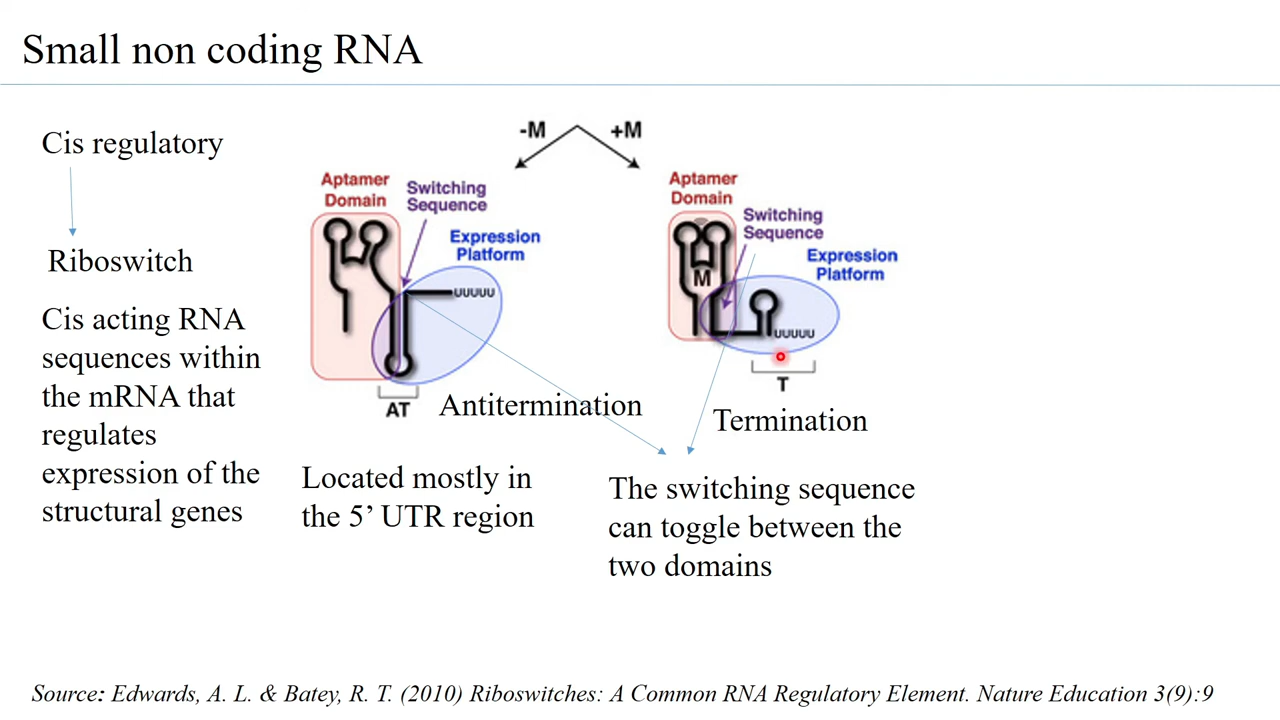 Small non coding RNA
Cis regulatory
Riboswitch
Cis acting RNA
sequences within
the mRNA that
regulates
expression of the
structural genes
-M
+M
Aptamer
Domain
Switching
Sequence
Expression
Platform
UUUUU
AT
Antitermination
Located mostly in
the 5’ UTR region
Aptamer
Domain
Switching
Sequence
Expression
Platform
M
UUUUU
T
Termination
The switching sequence
can toggle between the
two domains
Source: Edwards, A. L. & Batey, R. T. (2010) Riboswitches: A Common RNA Regulatory Element. Nature Education 3(9):9